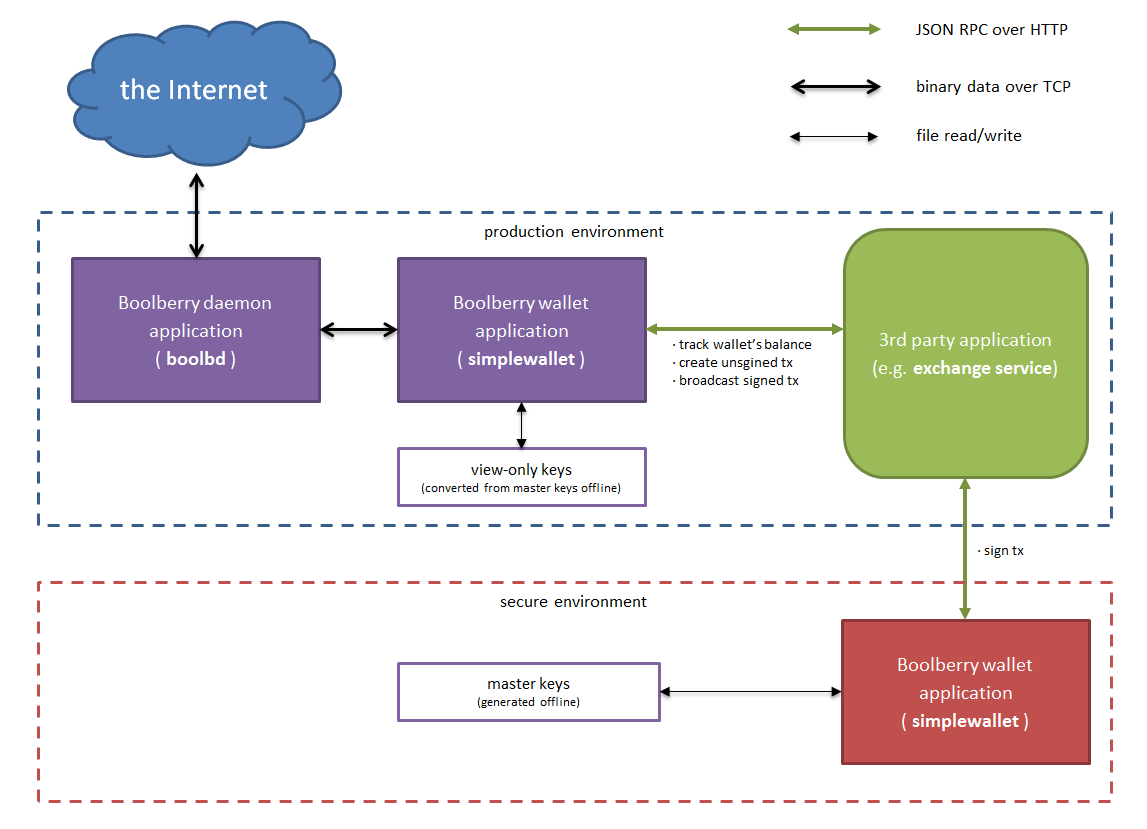 the Internet
JSON RPC over HTTP
binary data over TCP
file read/write
production environment
Boolberry daemon
application
( boolbd )
Boolberry wallet
application
( simplewallet )
· track wallet's balance
· create unsgined tx
· broadcast signed tx
3rd party application
(e.g. exchange service)
view-only keys
(converted from master keys offline)
· sign tx
secure environment
master keys
(generated offline)
Boolberry wallet
application
( simplewallet )